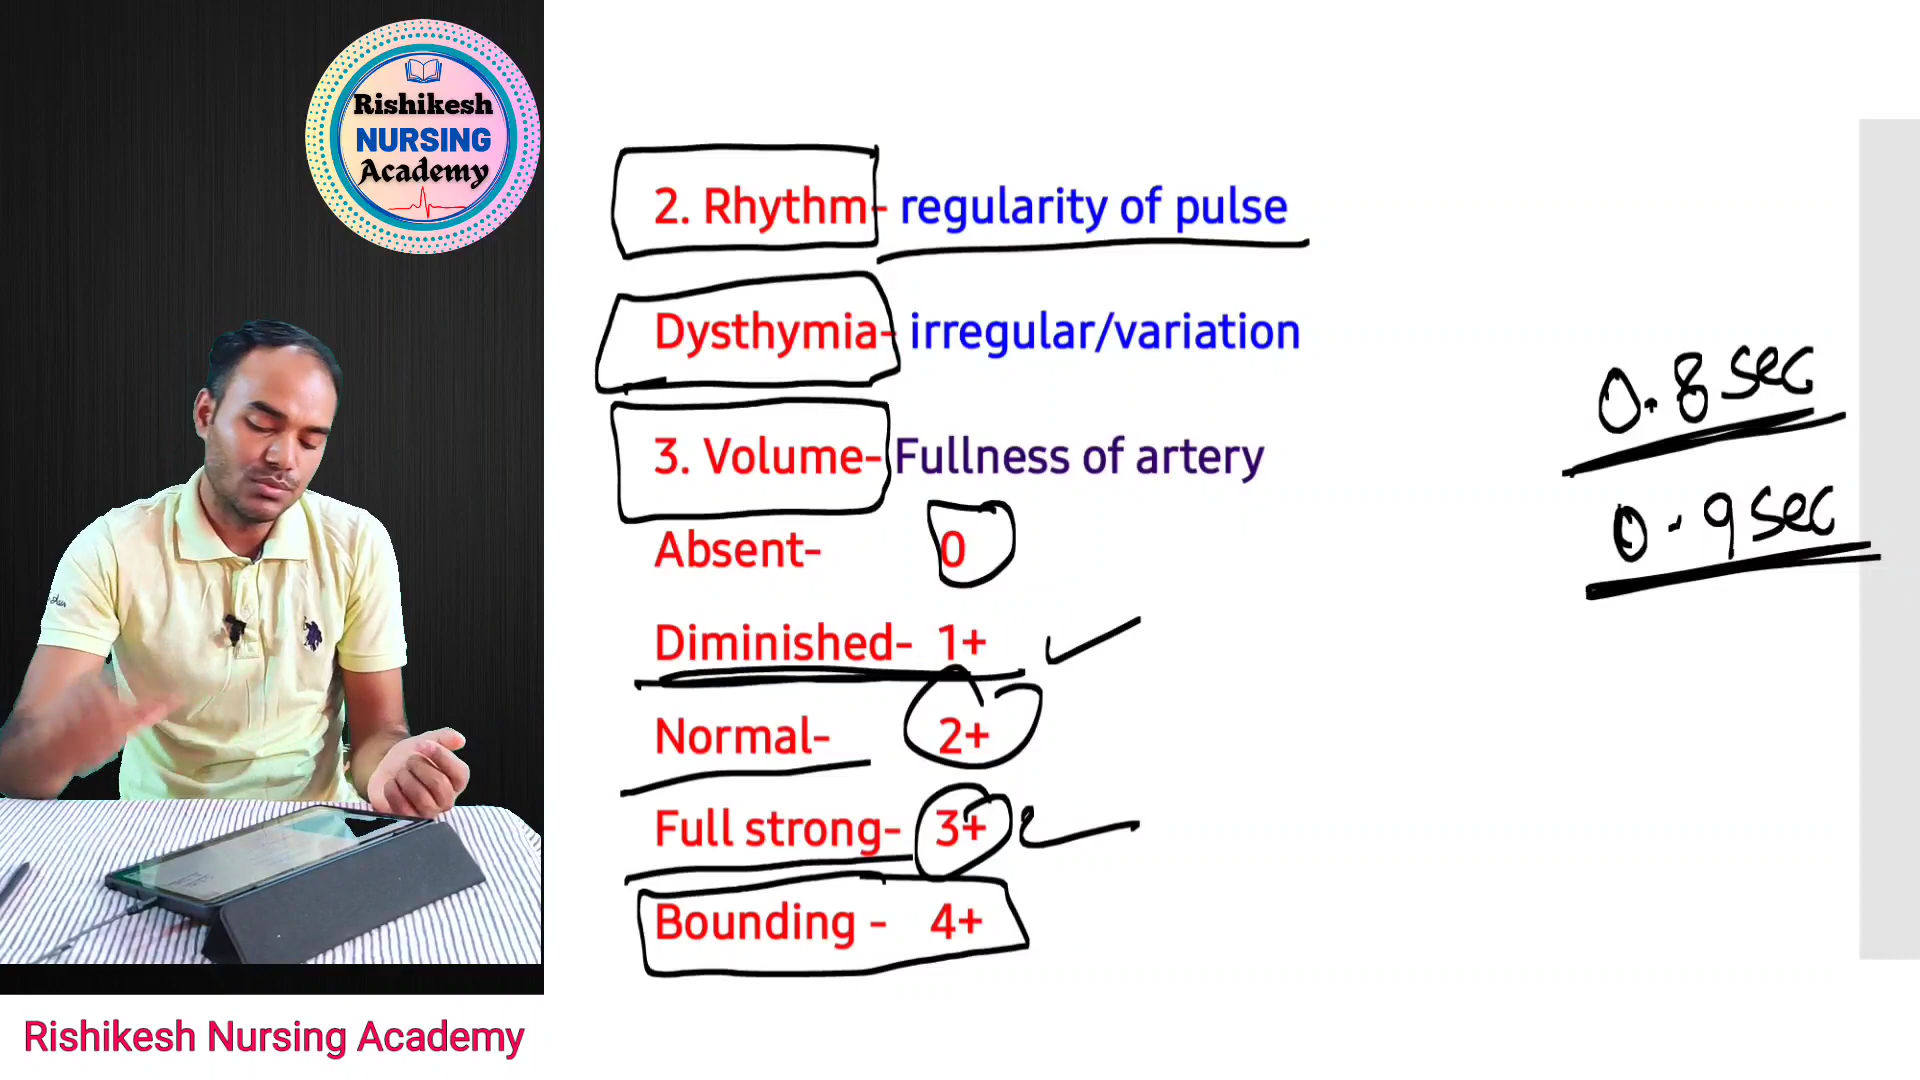 Rishikesh
NURSING
Academy
2. Rhythm- regularity of pulse
Dysthymia- irregular/variation
3. Volume- Fullness of artery
Absent- 0
Diminished- 1+
Normal- 2+
Full strong- 3+
Bounding - 4+
0.8 sec
0.9 sec
Rishikesh Nursing Academy